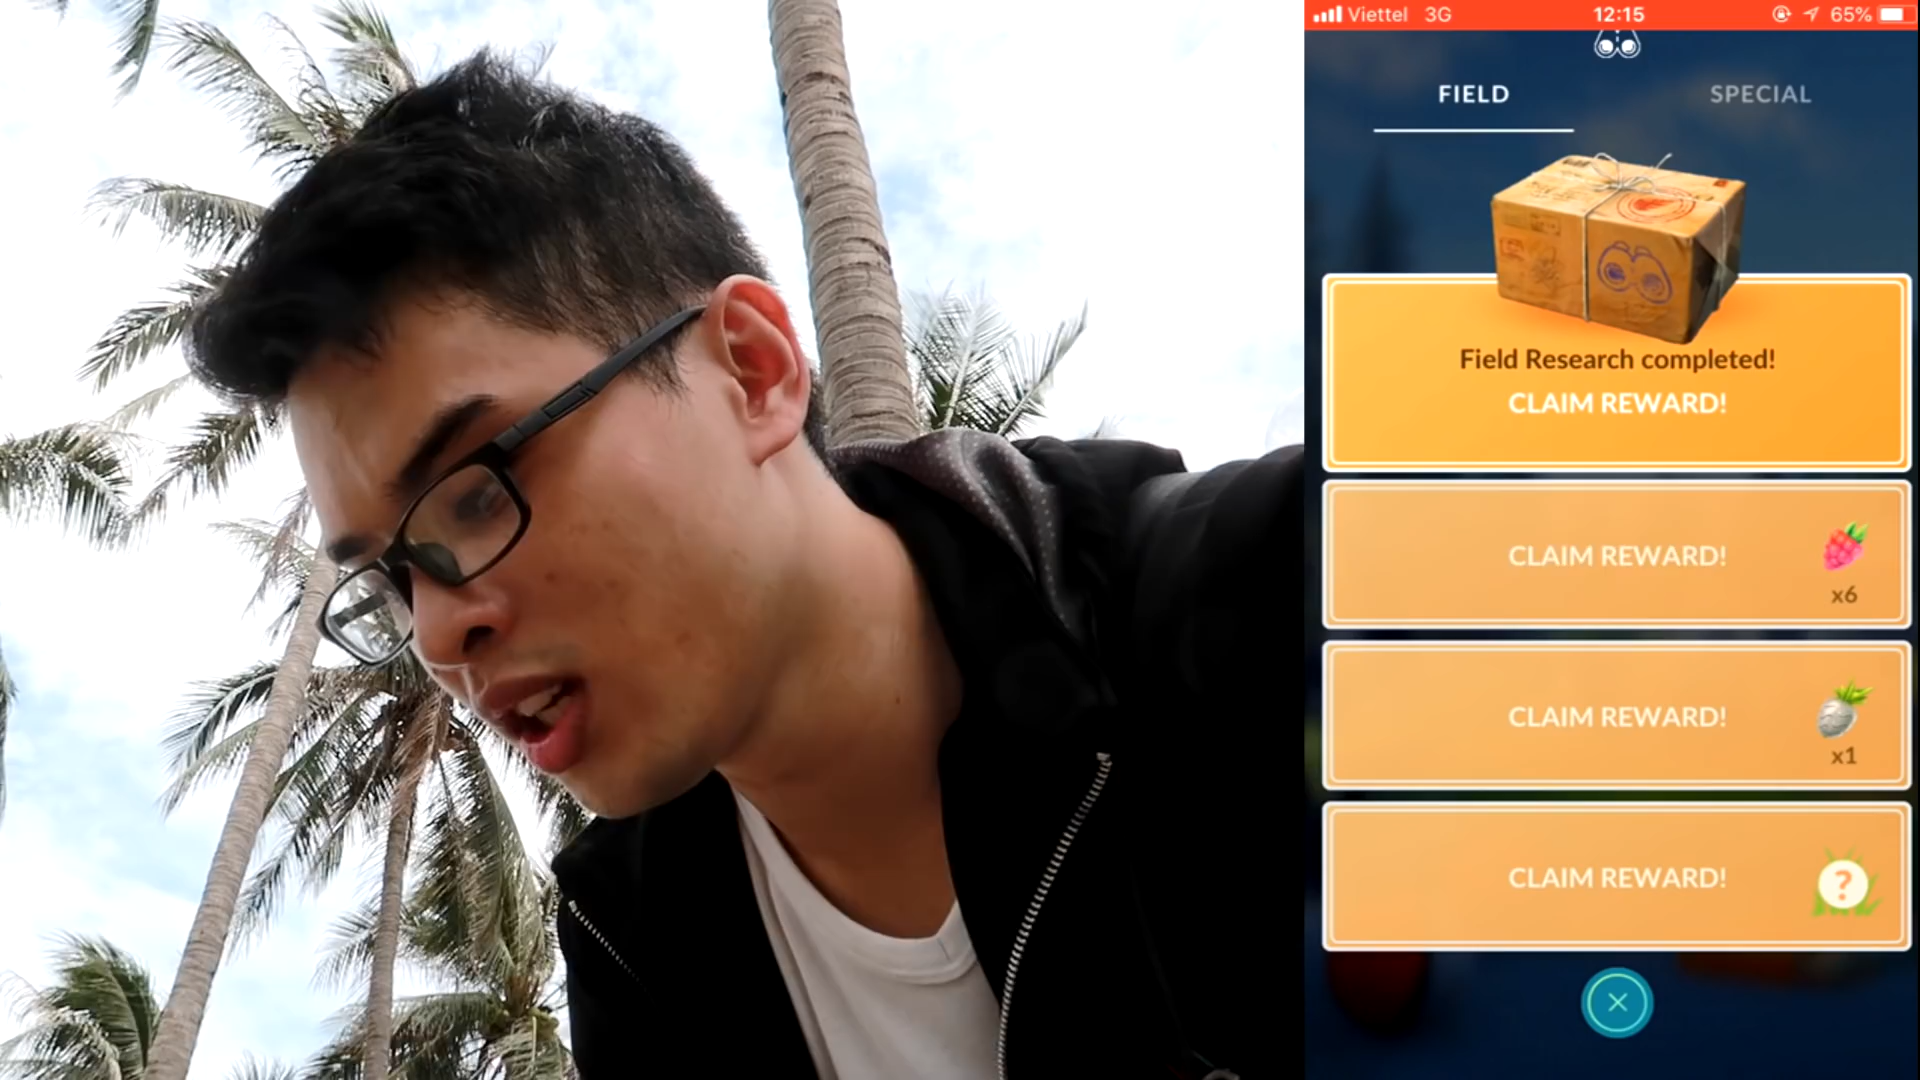 Viettel 3G 12:15 65%
FIELD SPECIAL
Field Research completed!
CLAIM REWARD!
CLAIM REWARD!
x6
CLAIM REWARD!
x1
CLAIM REWARD!
?